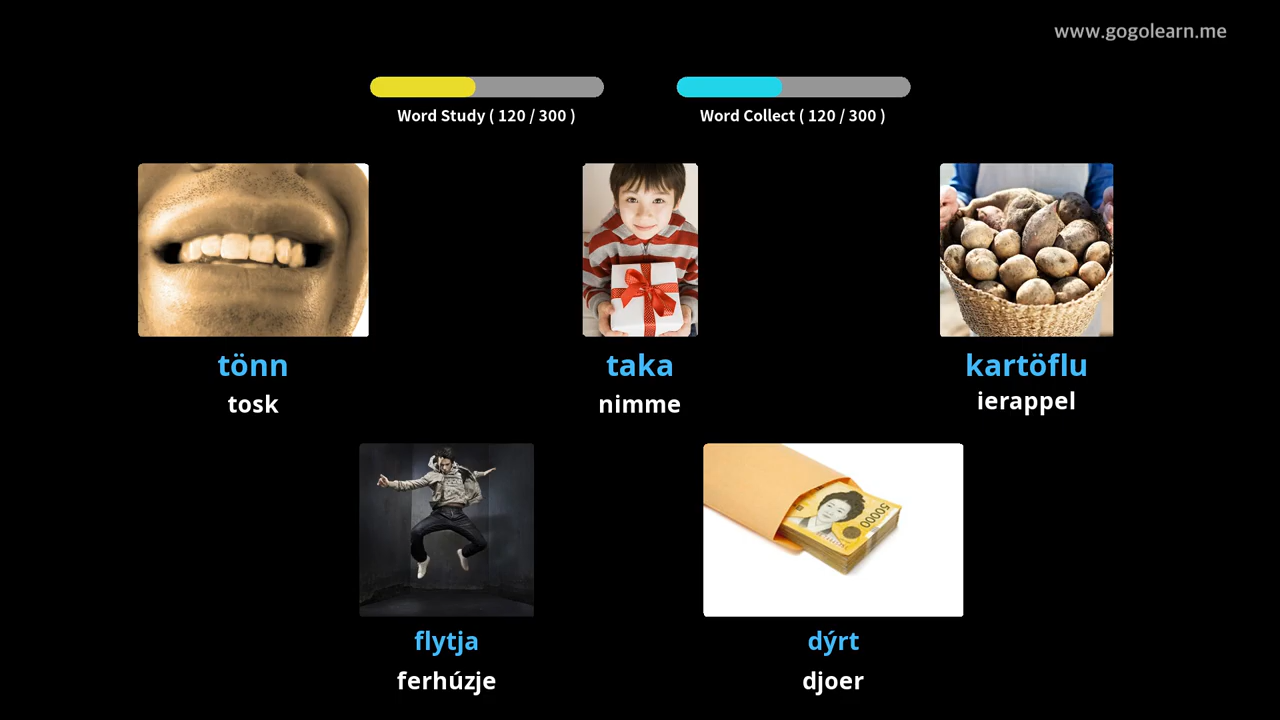 www.gogolearn.me
Word Study ( 120 / 300 )
Word Collect ( 120 / 300 )
tönn
taka
kartöflu
tosk
nimme
ierappel
50000
flytja
dýrt
ferhúzje
djoer